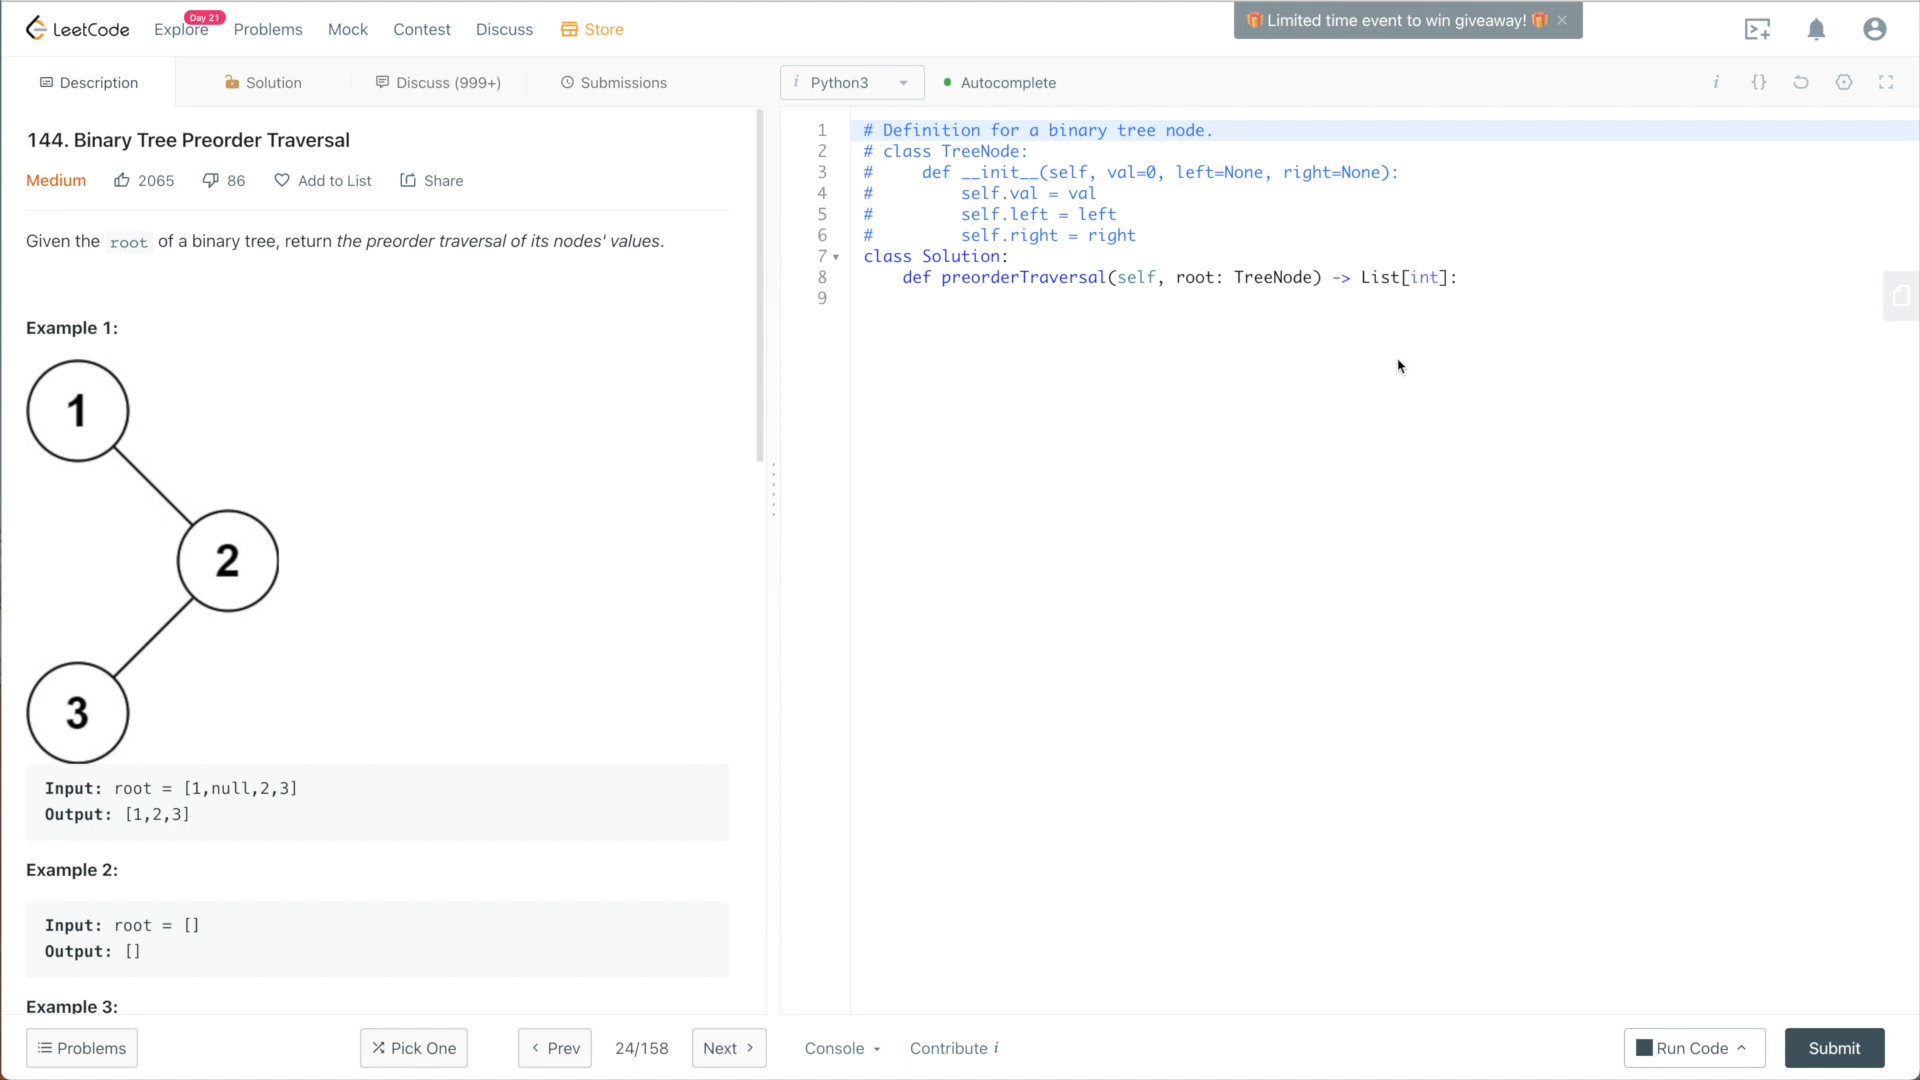 LeetCode
Explore
Day 21
Problems
Mock
Contest
Discuss
Store
🎁 Limited time event to win giveaway! 🎁 ×
Description
Solution
Discuss (999+)
Submissions
i Python3
Autocomplete
i {}
144. Binary Tree Preorder Traversal
Medium
2065
86
Add to List
Share
Given the root of a binary tree, return the preorder traversal of its nodes' values.
Example 1:
1
2
3
Input: root = [1,null,2,3]
Output: [1,2,3]
Example 2:
Input: root = []
Output: []
Example 3:
1 # Definition for a binary tree node.
2 # class TreeNode:
3 #     def __init__(self, val=0, left=None, right=None):
4 #         self.val = val
5 #         self.left = left
6 #         self.right = right
7 class Solution:
8     def preorderTraversal(self, root: TreeNode) -> List[int]:
9
Problems
Pick One
< Prev
24/158
Next >
Console
Contribute i
Run Code
Submit